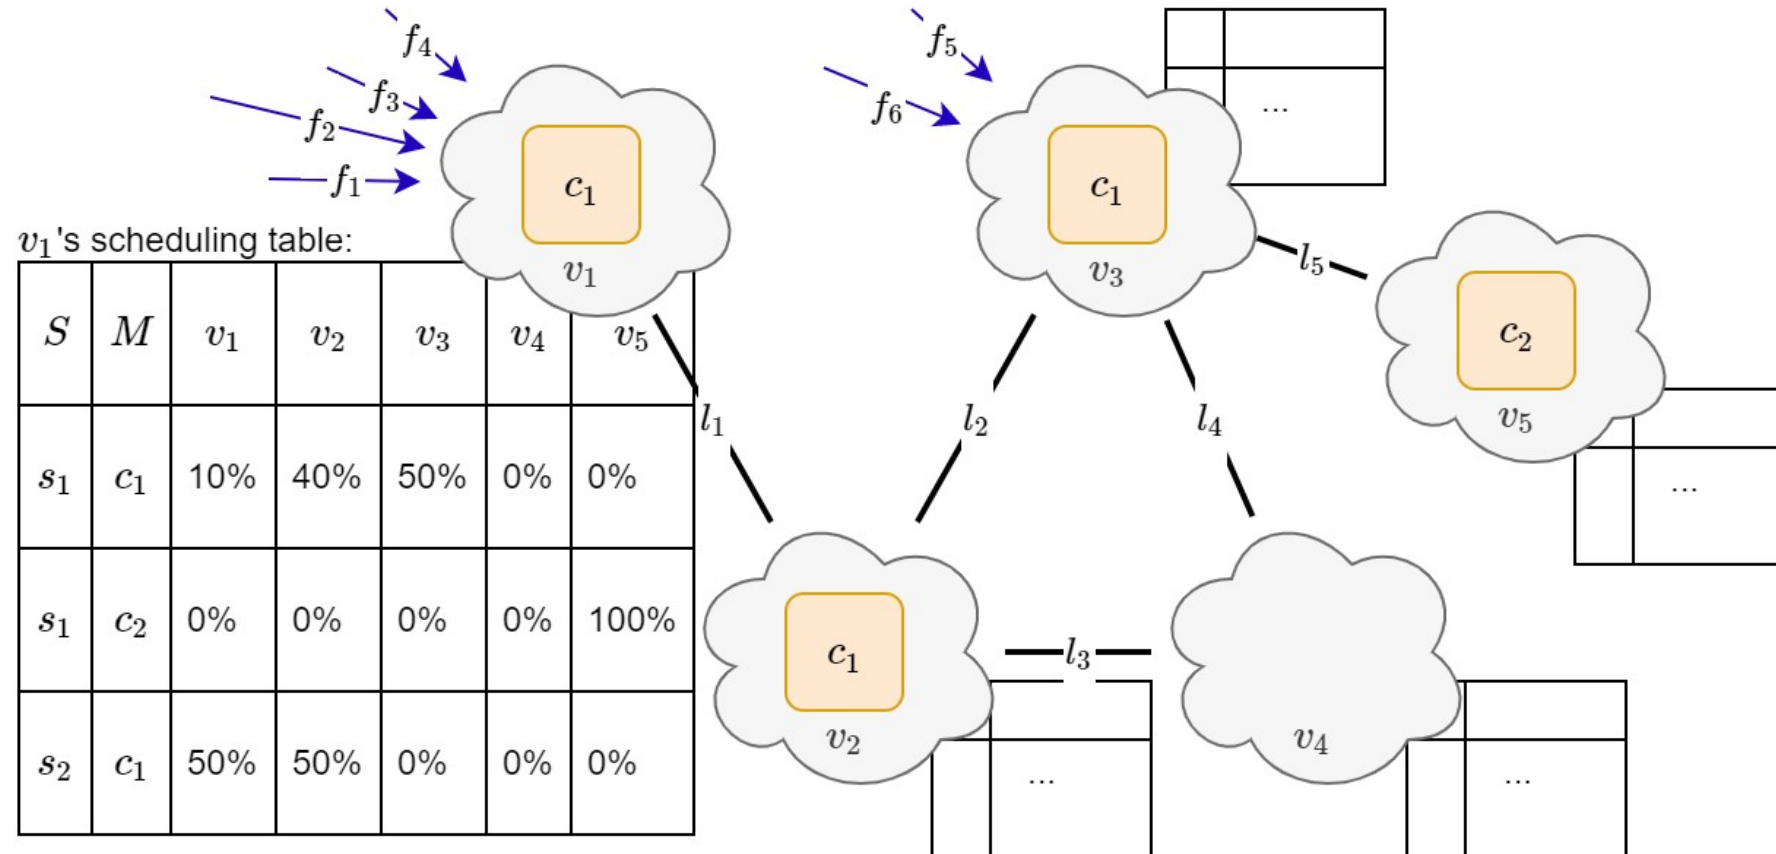 f₄
f₃
f₂
f₁
f₅
f₆
c₁
v₁
c₁
v₃
...
v₁'s scheduling table:
S M v₁ v₂ v₃ v₄ v₅
s₁ c₁ 10% 40% 50% 0% 0%
s₁ c₂ 0% 0% 0% 0% 100%
s₂ c₁ 50% 50% 0% 0% 0%
l₅
c₂
v₅
...
l₁
l₂
l₄
c₁
v₂
...
l₃
v₄
...